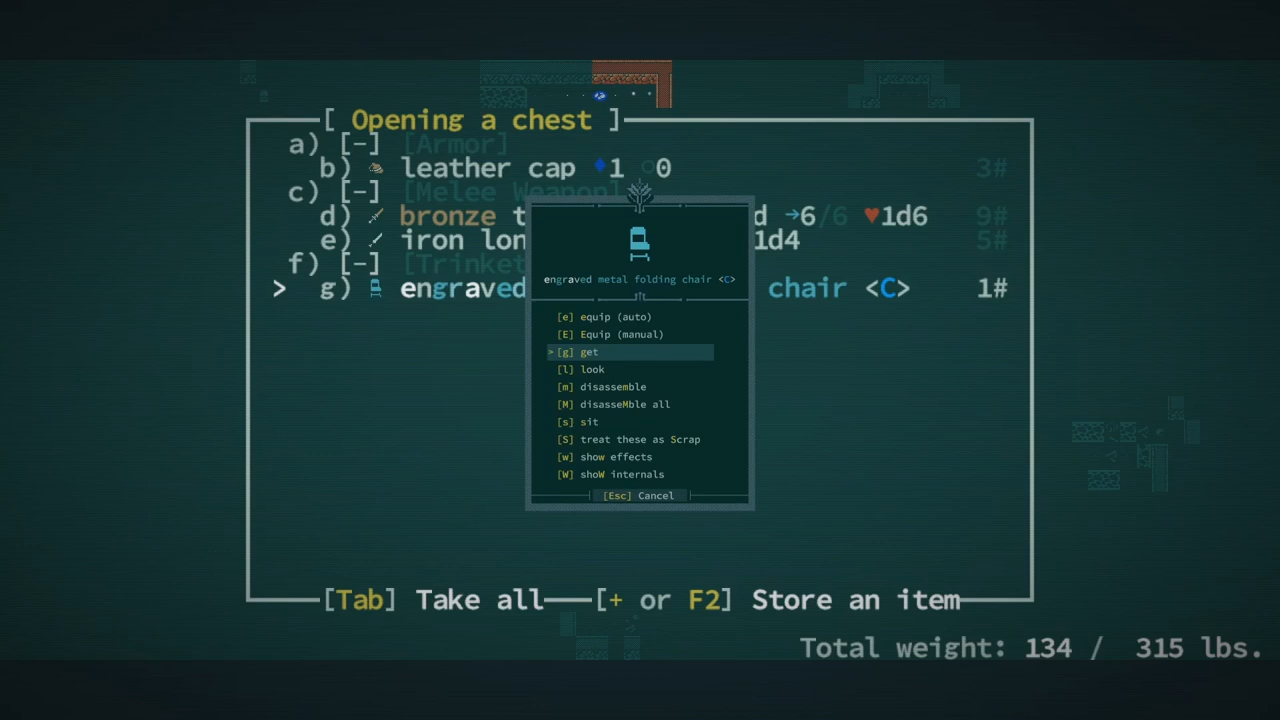 [ Opening a chest ]
a) [-] [Armor]
b) leather cap ♦1 ○0 3#
c) [-] [Melee Weapon]
d) bronze t d →6/6 ♥1d6 9#
e) iron lon 1d4 5#
f) [-] [Trinket
> g) engraved chair <C> 1#
engraved metal folding chair <C>
[e] equip (auto)
[E] Equip (manual)
>[g] get
[l] look
[m] disassemble
[M] disasseMble all
[s] sit
[S] treat these as Scrap
[w] show effects
[W] shoW internals
[Esc] Cancel
[Tab] Take all [+ or F2] Store an item
Total weight: 134 / 315 lbs.